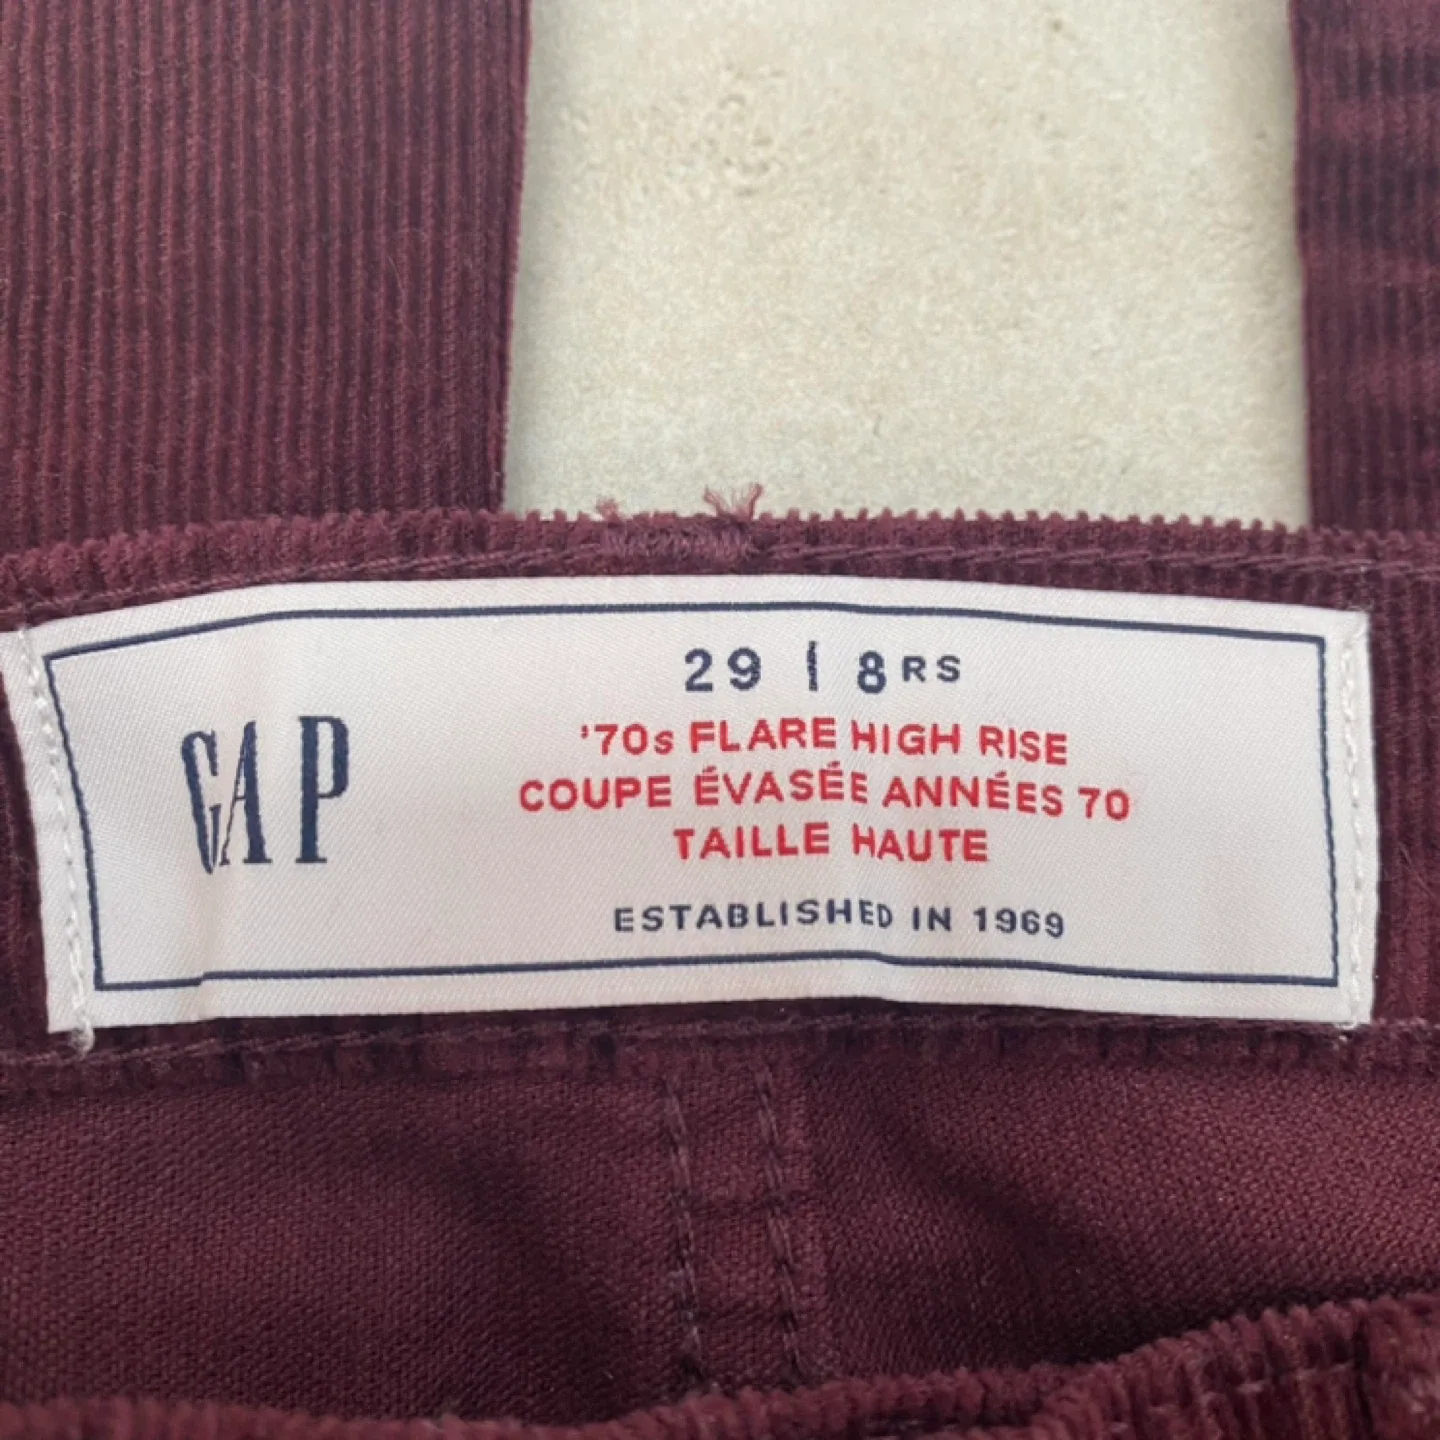 GAP
29 | 8RS
'70s FLARE HIGH RISE
COUPE ÉVASÉE ANNÉES 70
TAILLE HAUTE
ESTABLISHED IN 1969